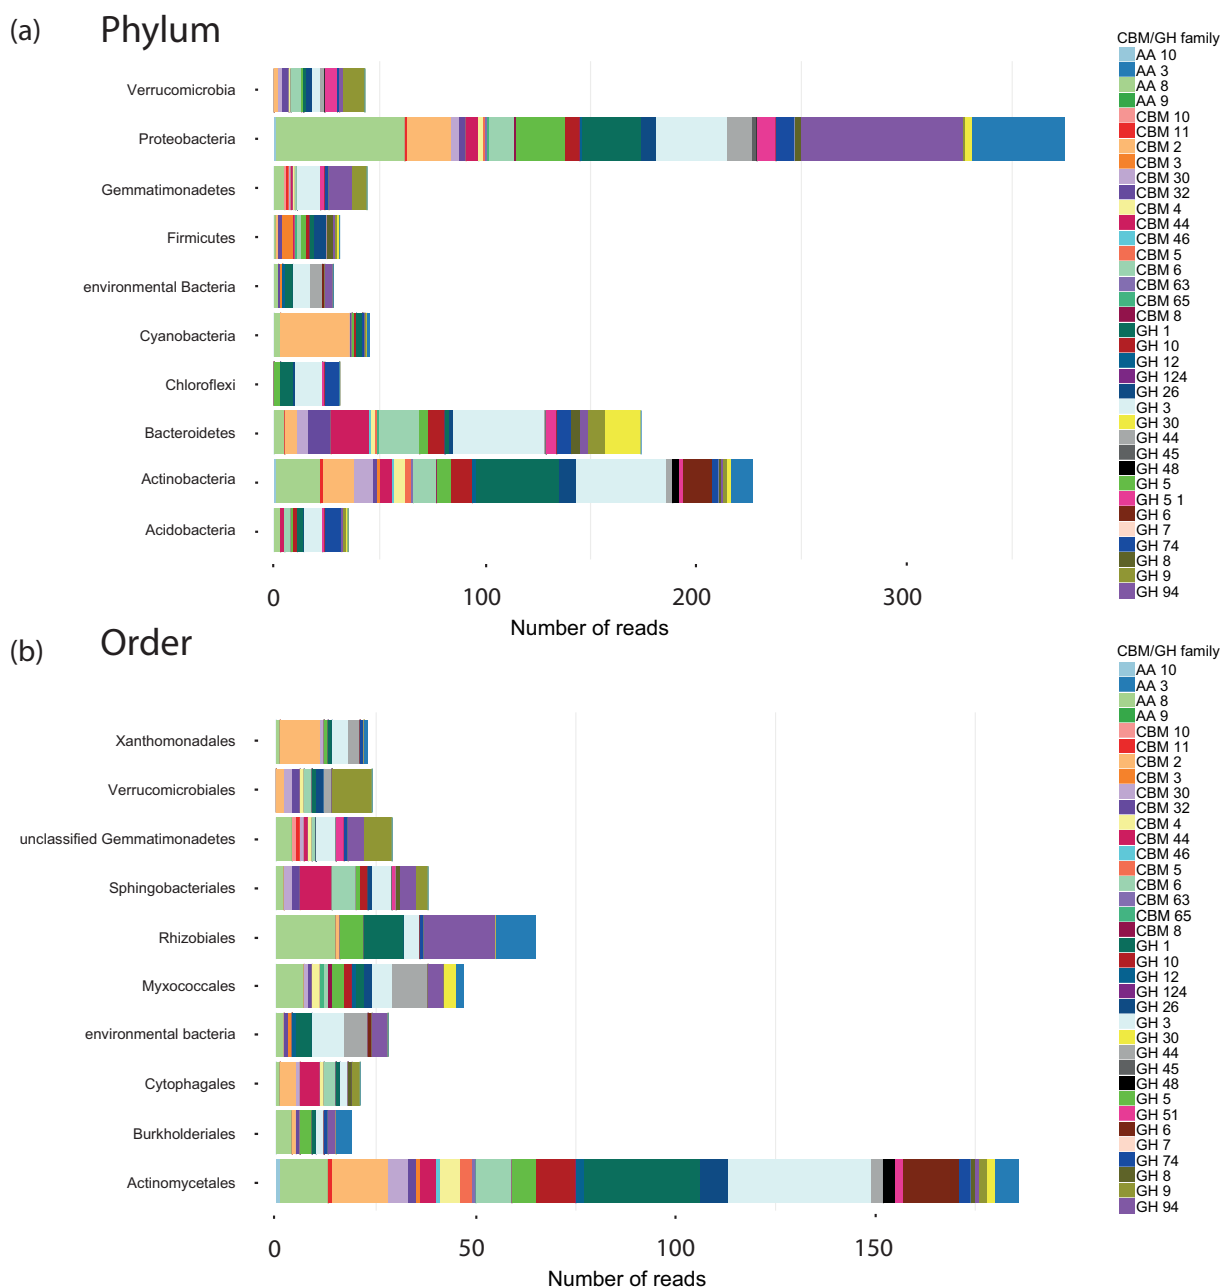 (a) Phylum
CBM/GH family
AA 10
AA 3
AA 8
AA 9
CBM 10
CBM 11
CBM 2
CBM 3
CBM 30
CBM 32
CBM 4
CBM 44
CBM 46
CBM 5
CBM 6
CBM 63
CBM 65
CBM 8
GH 1
GH 10
GH 12
GH 124
GH 26
GH 3
GH 30
GH 44
GH 45
GH 48
GH 5
GH 5 1
GH 6
GH 7
GH 74
GH 8
GH 9
GH 94
Verrucomicrobia
Proteobacteria
Gemmatimonadetes
Firmicutes
environmental Bacteria
Cyanobacteria
Chloroflexi
Bacteroidetes
Actinobacteria
Acidobacteria
0 100 200 300
Number of reads
(b) Order
CBM/GH family
AA 10
AA 3
AA 8
AA 9
CBM 10
CBM 11
CBM 2
CBM 3
CBM 30
CBM 32
CBM 4
CBM 44
CBM 46
CBM 5
CBM 6
CBM 63
CBM 65
CBM 8
GH 1
GH 10
GH 12
GH 124
GH 26
GH 3
GH 30
GH 44
GH 45
GH 48
GH 5
GH 51
GH 6
GH 7
GH 74
GH 8
GH 9
GH 94
Xanthomonadales
Verrucomicrobiales
unclassified Gemmatimonadetes
Sphingobacteriales
Rhizobiales
Myxococcales
environmental bacteria
Cytophagales
Burkholderiales
Actinomycetales
0 50 100 150
Number of reads